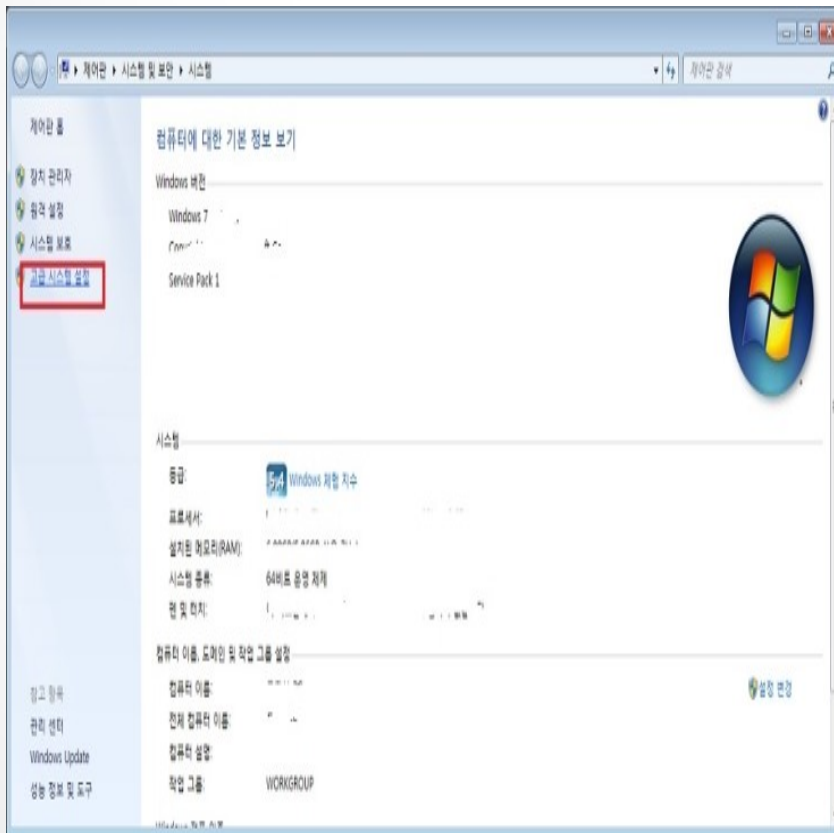 제어판 ▸ 시스템 및 보안 ▸ 시스템
제어판 검색
제어판 홈
장치 관리자
원격 설정
시스템 보호
고급 시스템 설정
컴퓨터에 대한 기본 정보 보기
Windows 버전
Windows 7
Service Pack 1
시스템
등급:
5.4 Windows 체험 지수
프로세서:
설치된 메모리(RAM):
시스템 종류: 64비트 운영 체제
펜 및 터치:
컴퓨터 이름, 도메인 및 작업 그룹 설정
컴퓨터 이름:
설정 변경
전체 컴퓨터 이름:
컴퓨터 설명:
작업 그룹: WORKGROUP
참고 항목
관리 센터
Windows Update
성능 정보 및 도구